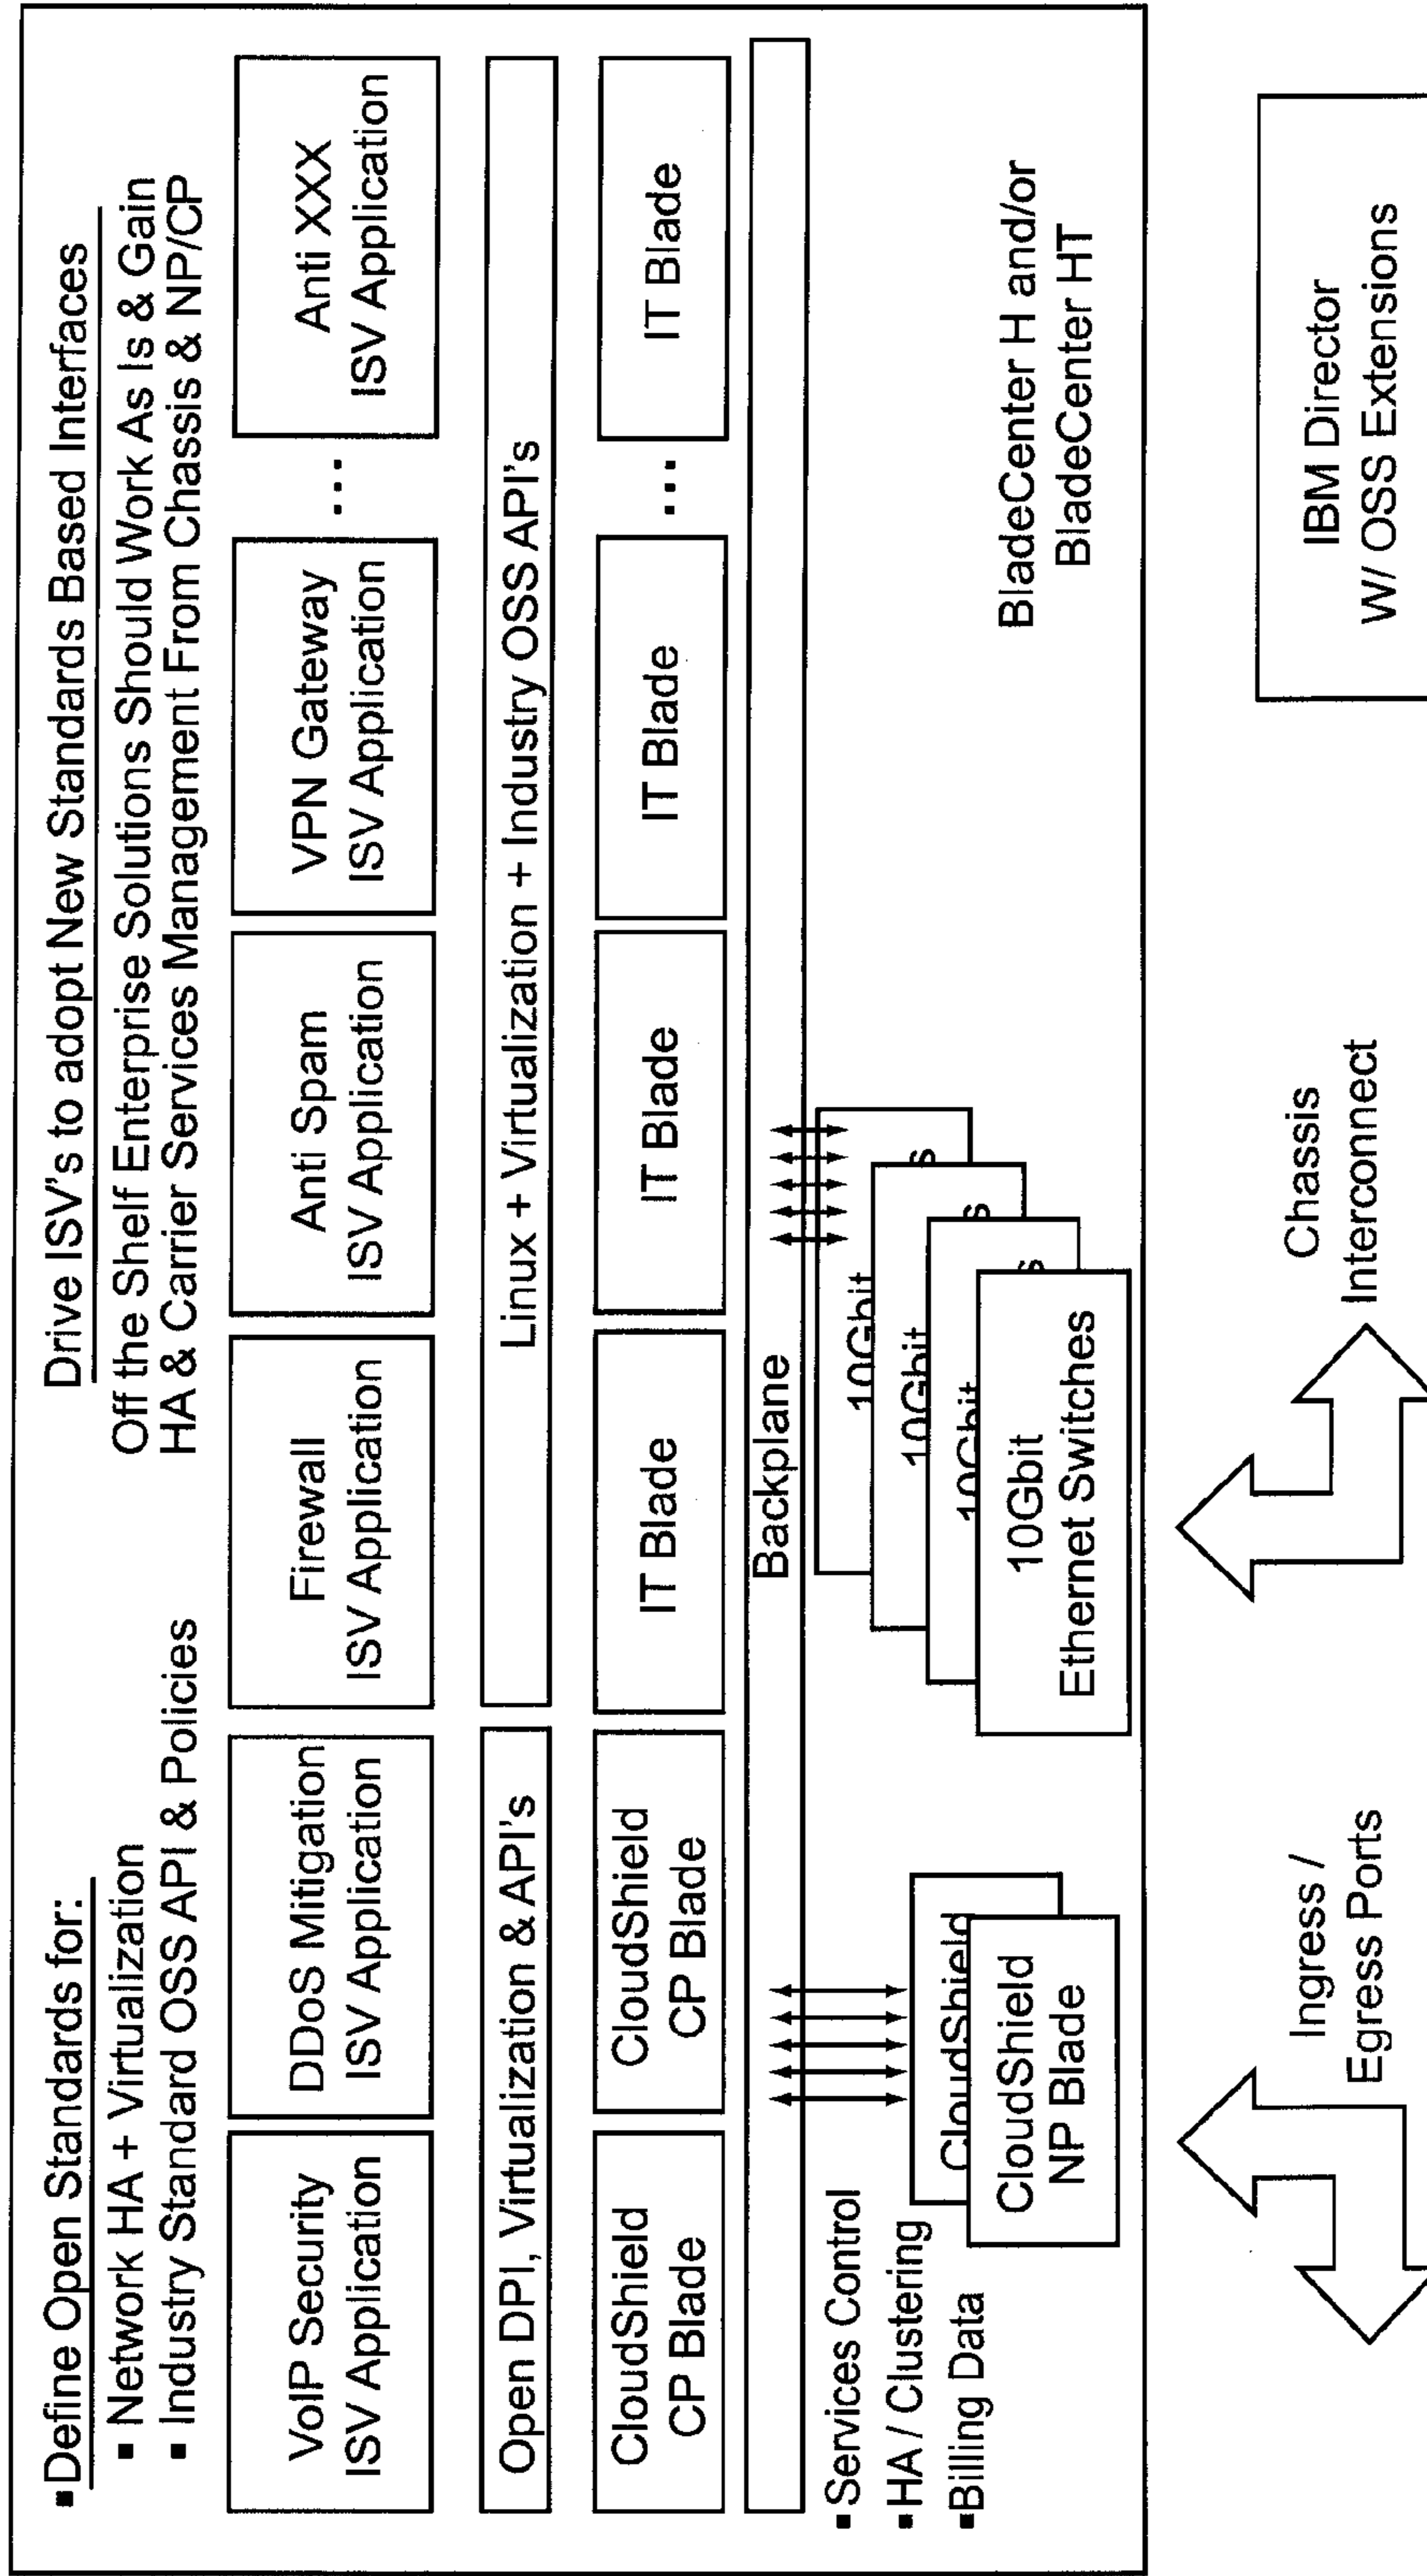 ▪Define Open Standards for:
▪ Network HA + Virtualization
▪ Industry Standard OSS API & Policies
Drive ISV's to adopt New Standards Based Interfaces
Off the Shelf Enterprise Solutions Should Work As Is & Gain
HA & Carrier Services Management From Chassis & NP/CP
VoIP Security
ISV Application
DDoS Mitigation
ISV Application
Firewall
ISV Application
Anti Spam
ISV Application
VPN Gateway
ISV Application
...
Anti XXX
ISV Application
Open DPI, Virtualization & API's
Linux + Virtualization + Industry OSS API's
CloudShield
CP Blade
CloudShield
CP Blade
IT Blade
IT Blade
IT Blade
...
IT Blade
Backplane
▪Services Control
▪HA / Clustering
▪Billing Data
CloudShield
CloudShield
NP Blade
10Gbit
10Gbit
10Gbit
10Gbit
Ethernet Switches
BladeCenter H and/or
BladeCenter HT
Ingress /
Egress Ports
Chassis
Interconnect
IBM Director
W/ OSS Extensions